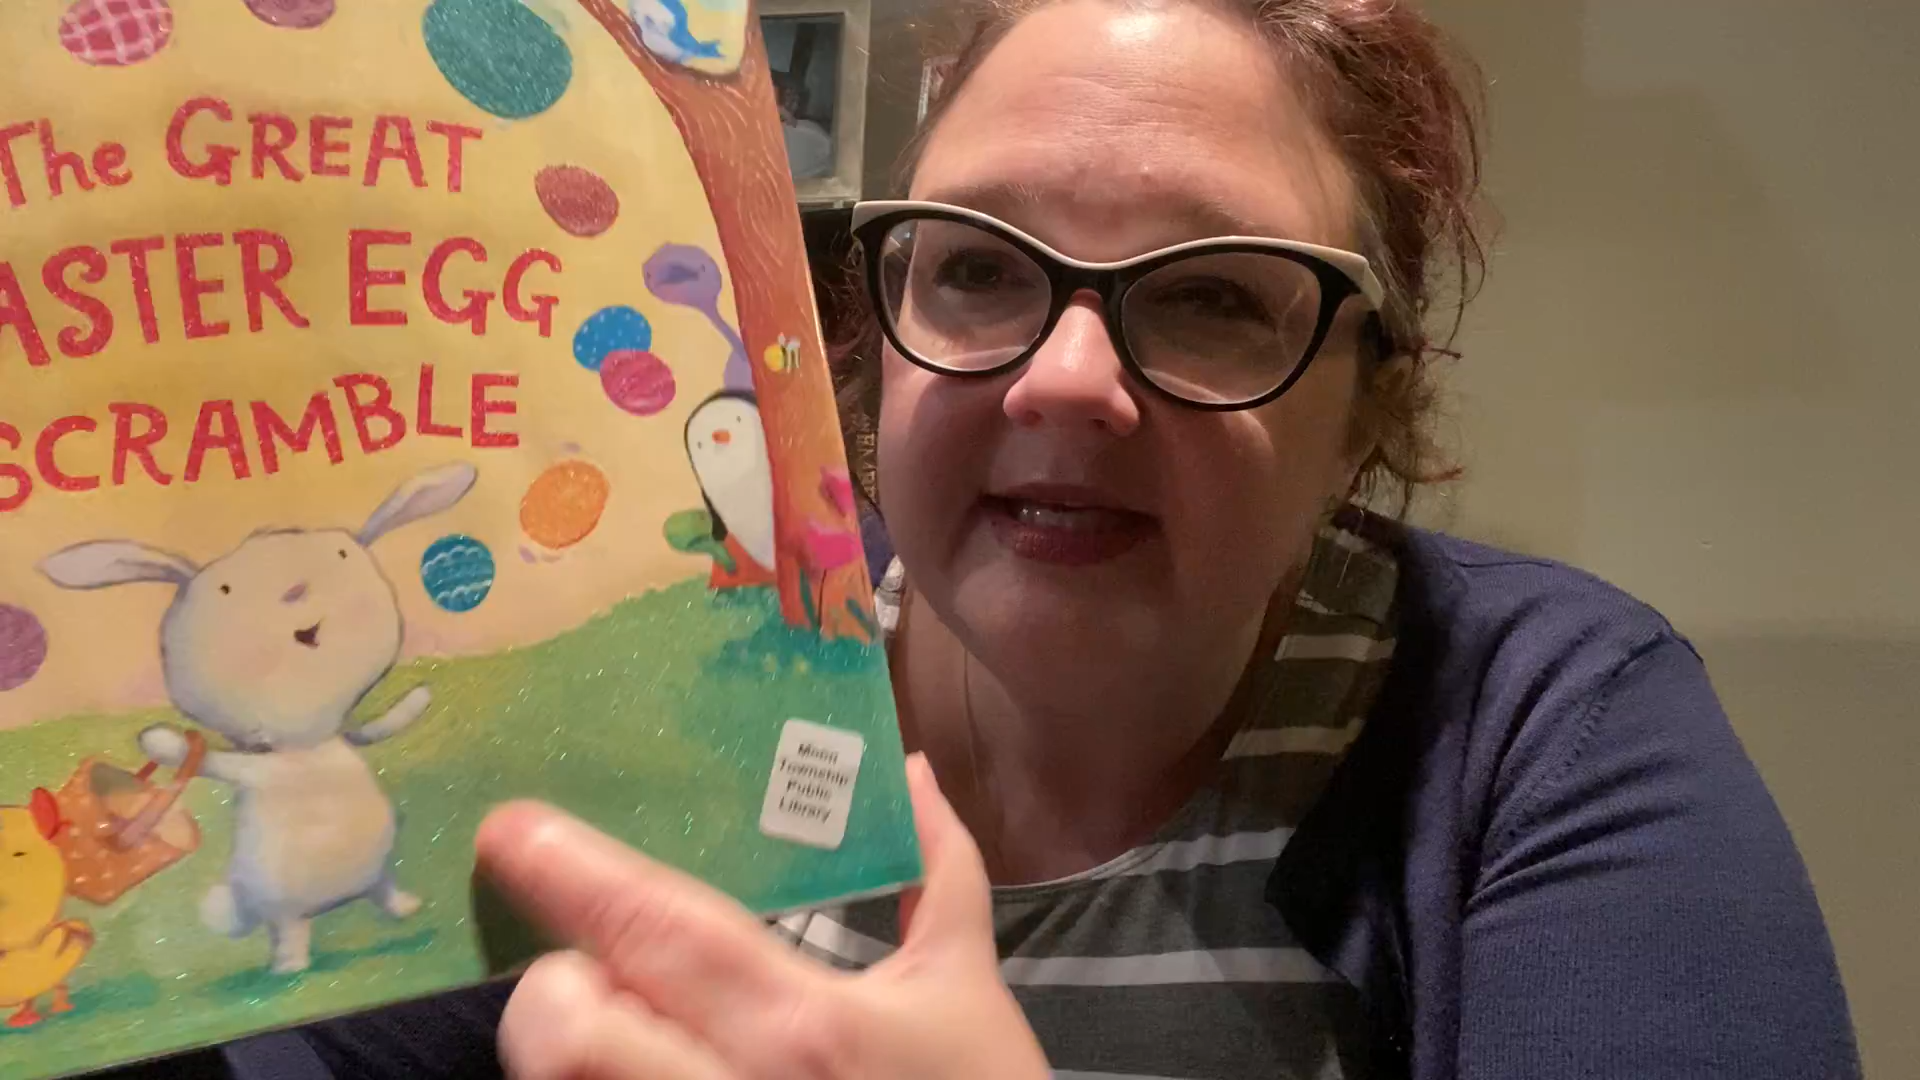 The GREAT
ASTER EGG
SCRAMBLE
Moon
Township
Public
Library